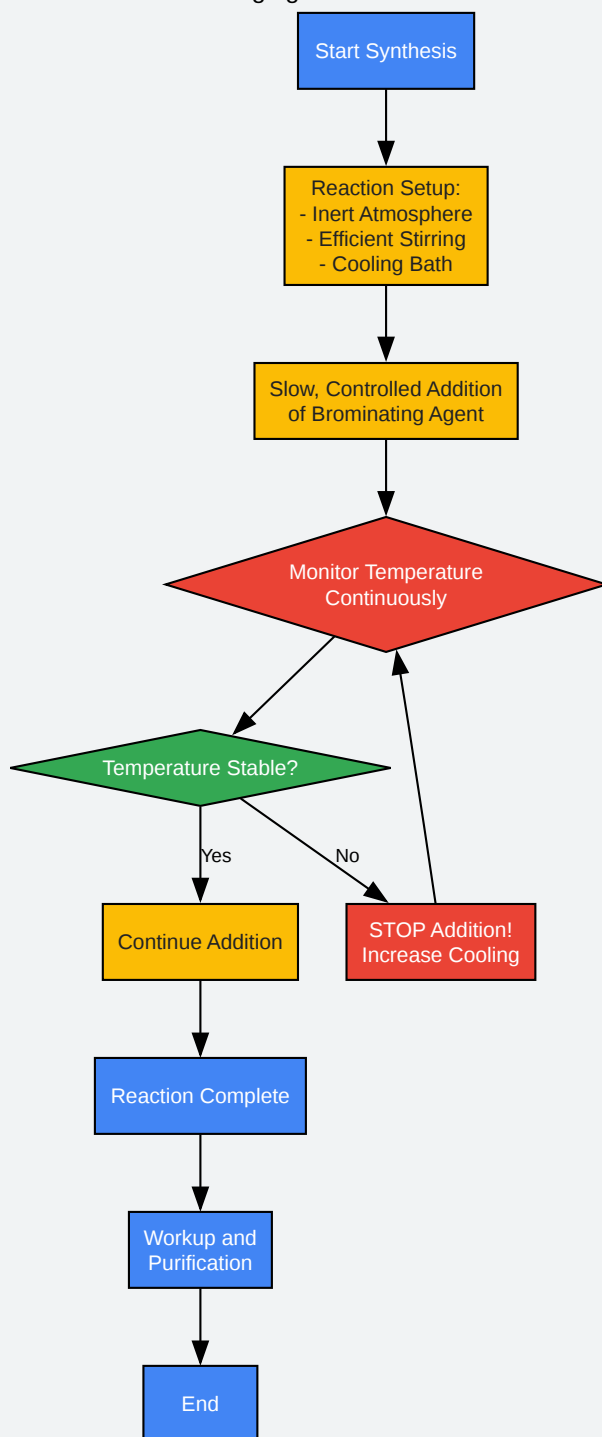 Start Synthesis
Reaction Setup:
- Inert Atmosphere
- Efficient Stirring
- Cooling Bath
Slow, Controlled Addition
of Brominating Agent
Monitor Temperature
Continuously
Temperature Stable?
Yes
No
Continue Addition
STOP Addition!
Increase Cooling
Reaction Complete
Workup and
Purification
End